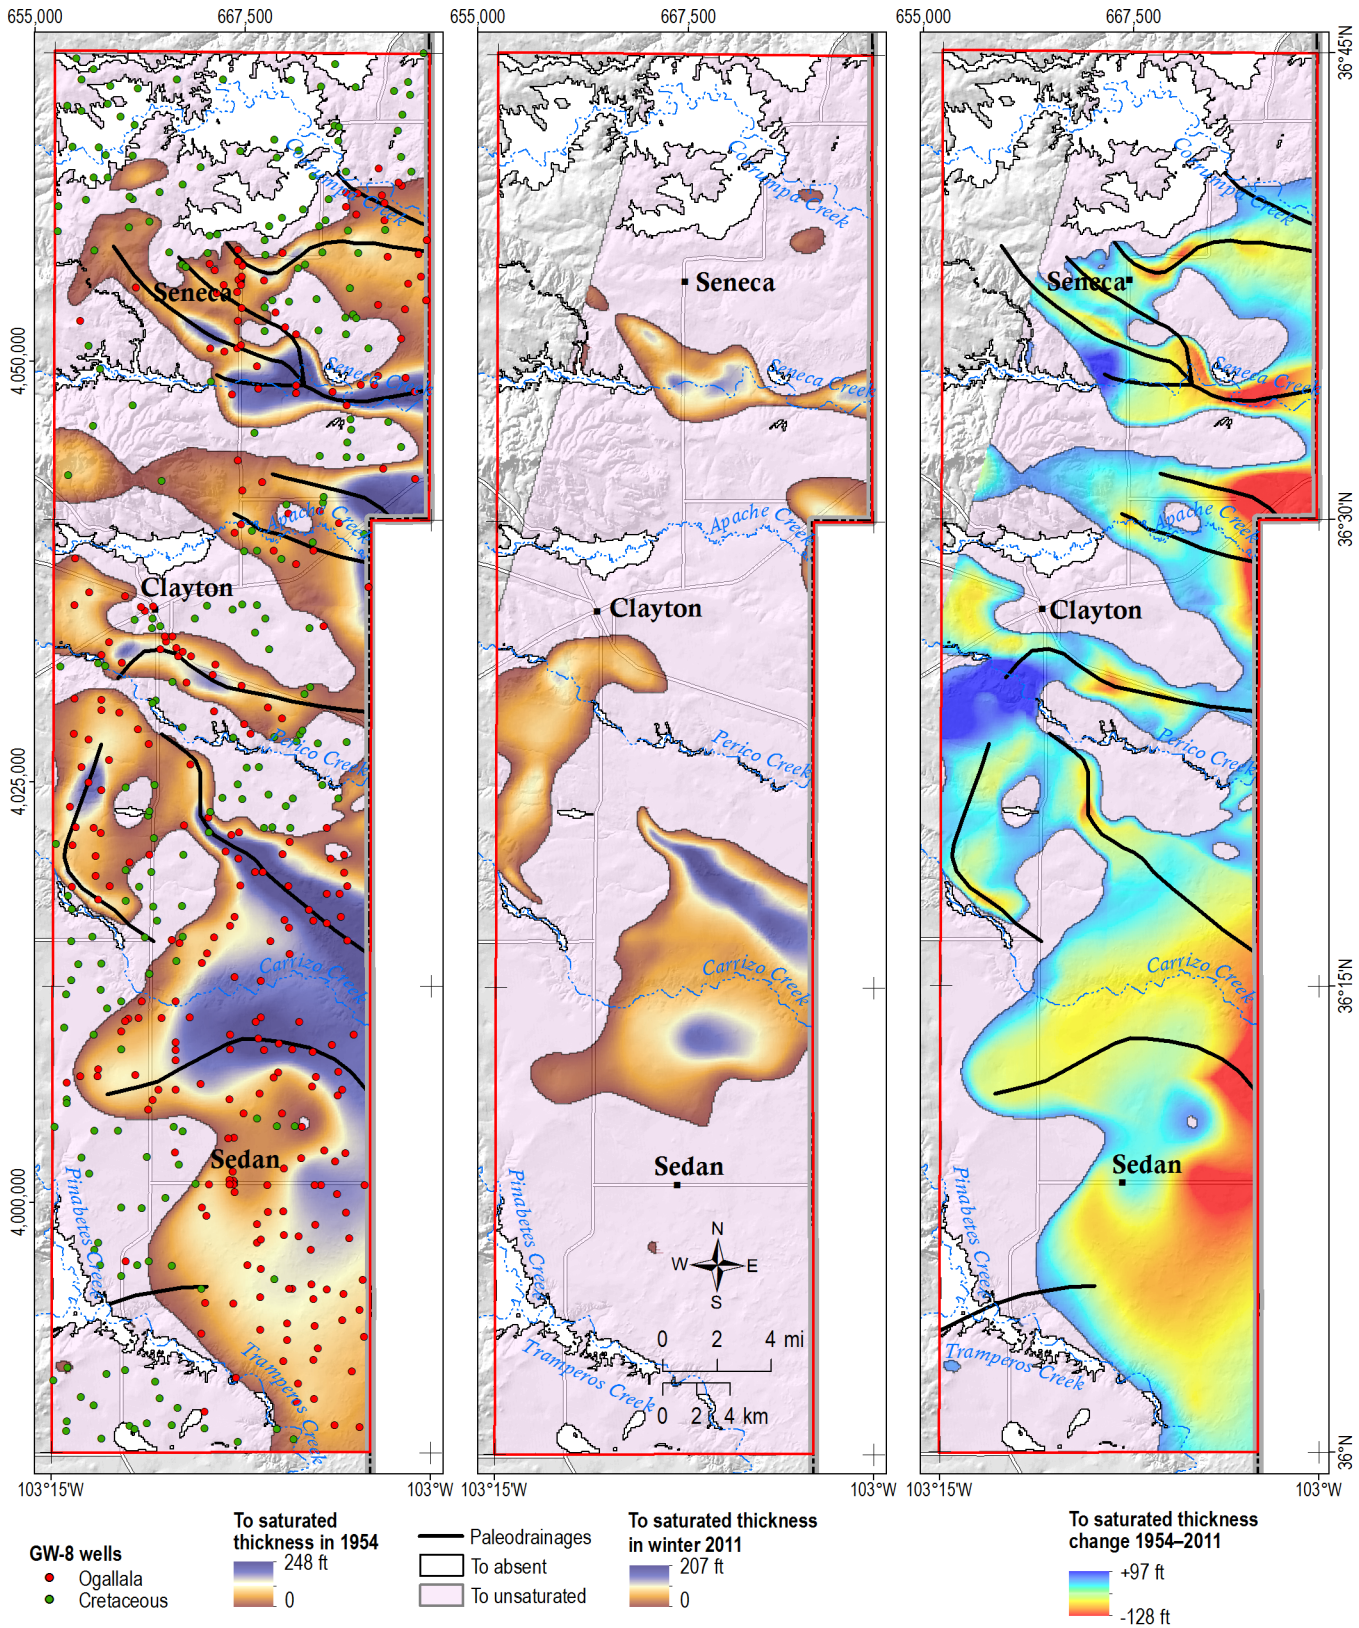 655,000 667,500 655,000 667,500 655,000 667,500
36°45'N
Corrumpa Creek
Corrumpa Creek
Corrumpa Creek
Seneca
Seneca
Seneca
4,050,000
Seneca Creek
Seneca Creek
Seneca Creek
Apache Creek
Apache Creek
Apache Creek
36°30'N
Clayton
Clayton
Clayton
Perico Creek
Perico Creek
Perico Creek
4,025,000
Carrizo Creek
Carrizo Creek
Carrizo Creek
36°15'N
Sedan
Sedan
Sedan
4,000,000
Pinabetes Creek
Pinabetes Creek
Pinabetes Creek
N
W E
S
0 2 4 mi
0 2 4 km
Tramperos Creek
Tramperos Creek
Tramperos Creek
36°N
103°15'W 103°W 103°15'W 103°W 103°15'W 103°W
GW-8 wells
Ogallala
Cretaceous
To saturated
thickness in 1954
248 ft
0
Paleodrainages
To absent
To unsaturated
To saturated thickness
in winter 2011
207 ft
0
To saturated thickness
change 1954–2011
+97 ft
-128 ft